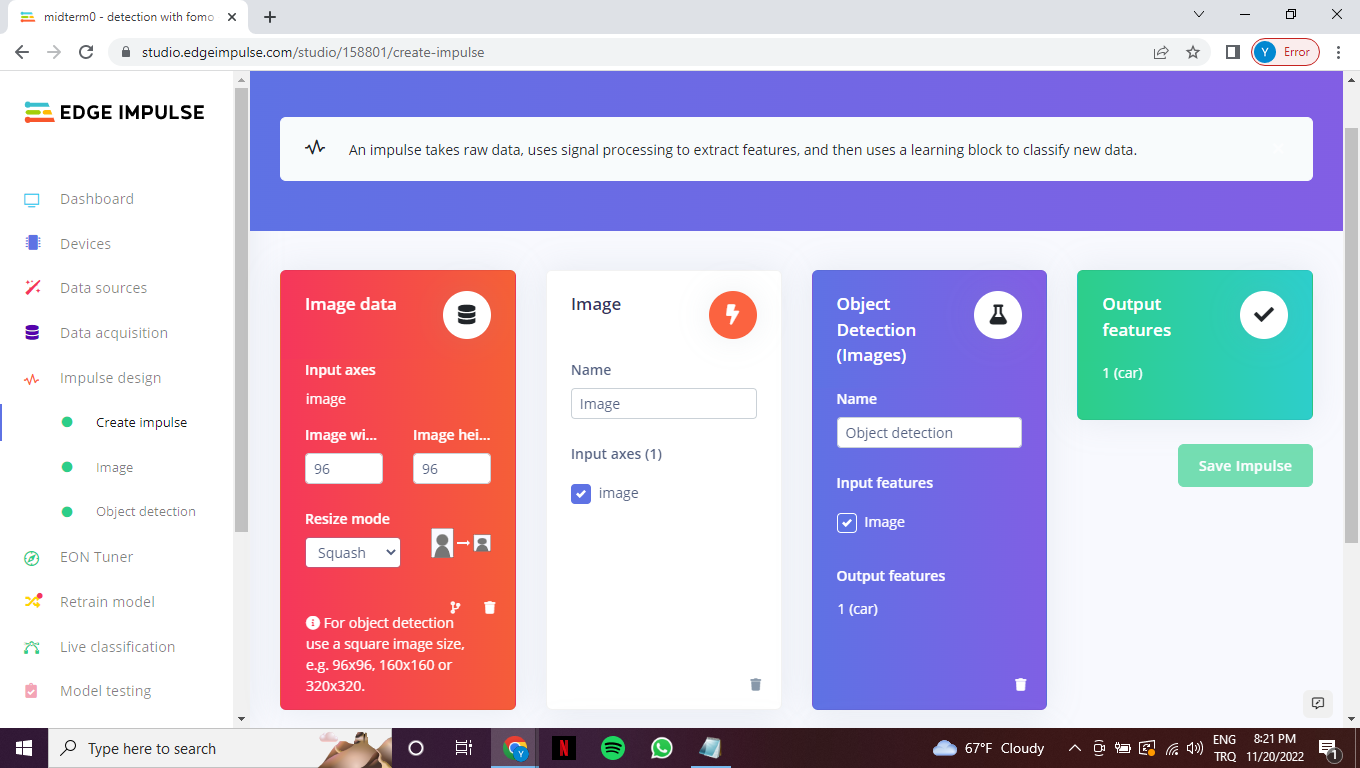 midterm0 - detection with fomo
studio.edgeimpulse.com/studio/158801/create-impulse
Y
Error
EDGE IMPULSE
Dashboard
Devices
Data sources
Data acquisition
Impulse design
Create impulse
Image
Object detection
EON Tuner
Retrain model
Live classification
Model testing
An impulse takes raw data, uses signal processing to extract features, and then uses a learning block to classify new data.
Image data
Input axes
image
Image wi... Image hei...
96 96
Resize mode
Squash
For object detection
use a square image size,
e.g. 96x96, 160x160 or
320x320.
Image
Name
Image
Input axes (1)
image
Object
Detection
(Images)
Name
Object detection
Input features
Image
Output features
1 (car)
Output
features
1 (car)
Save Impulse
Type here to search
Y
N
67°F Cloudy
ENG
TRQ
8:21 PM
11/20/2022
1